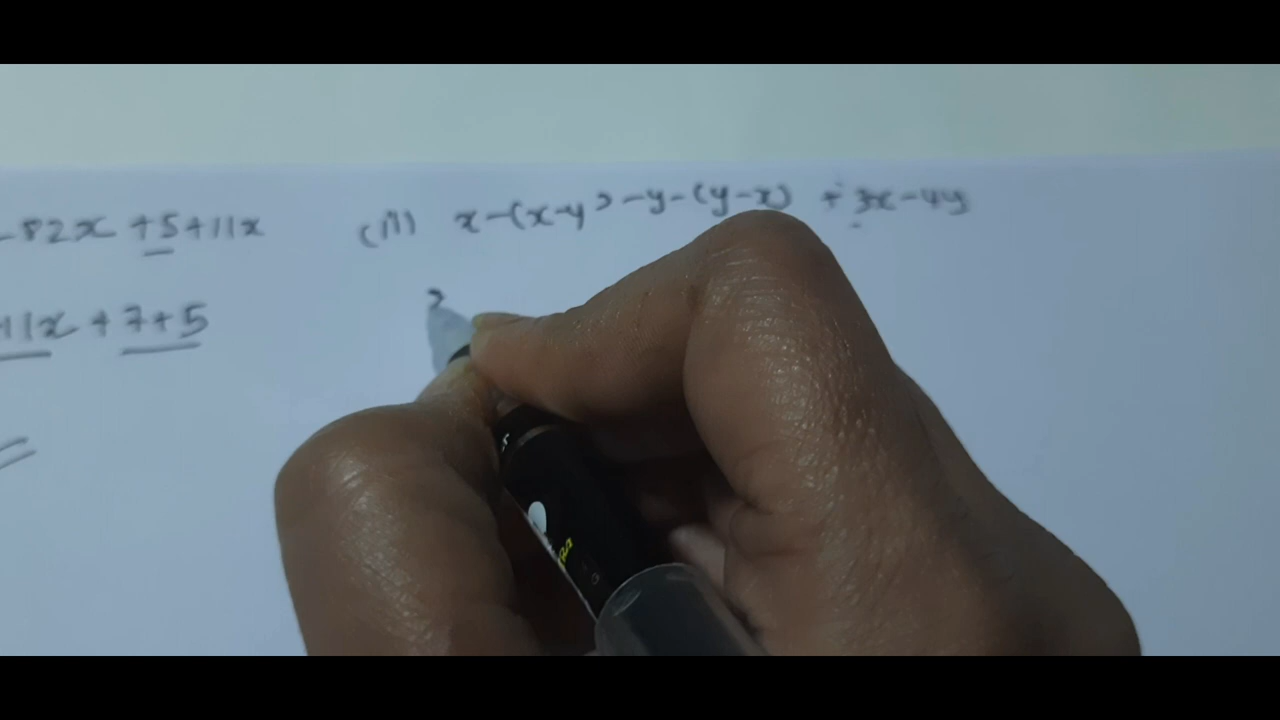 -82x +5+11x (ii) x-(x-y)-y-(y-x) + 3x-4y
11x + 7+5